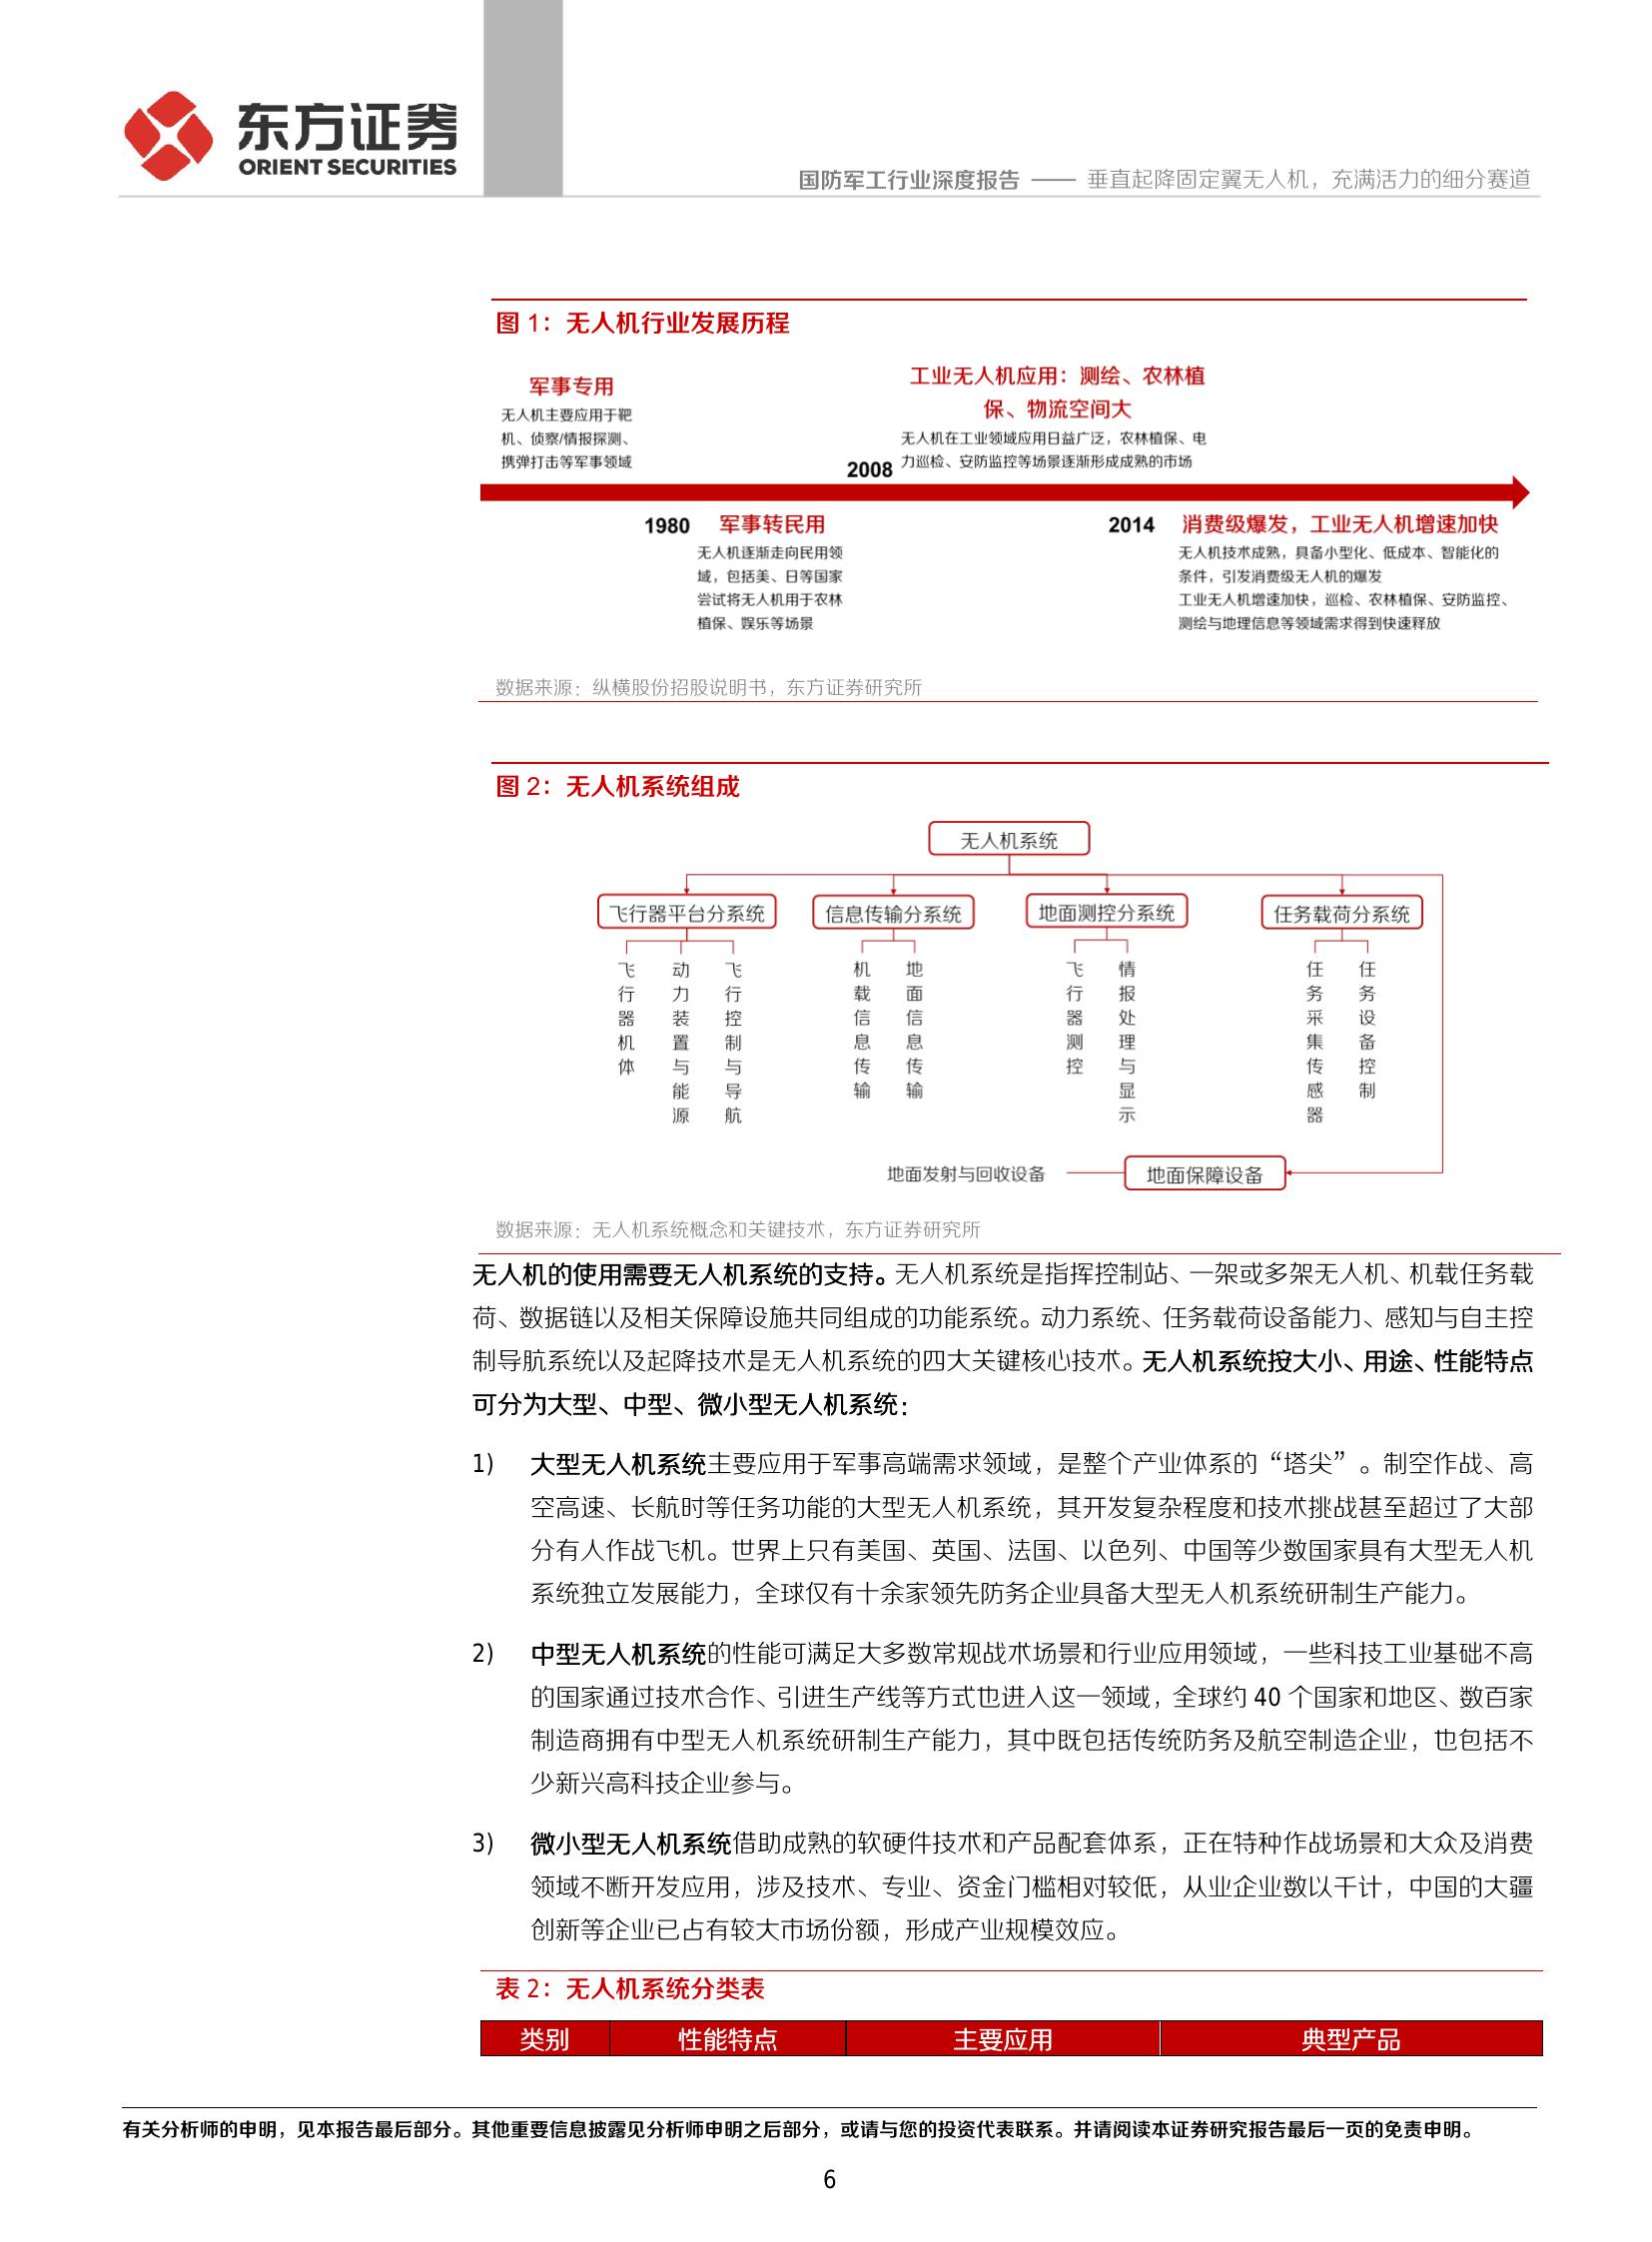 东方证券
ORIENT SECURITIES
国防军工行业深度报告 —— 垂直起降固定翼无人机，充满活力的细分赛道
图 1：无人机行业发展历程
军事专用
无人机主要应用于靶
机、侦察/情报探测、
携弹打击等军事领域
工业无人机应用：测绘、农林植
保、物流空间大
2008
无人机在工业领域应用日益广泛，农林植保、电
力巡检、安防监控等场景逐渐形成成熟的市场
1980
军事转民用
无人机逐渐走向民用领
域，包括美、日等国家
尝试将无人机用于农林
植保、娱乐等场景
2014
消费级爆发，工业无人机增速加快
无人机技术成熟，具备小型化、低成本、智能化的
条件，引发消费级无人机的爆发
工业无人机增速加快，巡检、农林植保、安防监控、
测绘与地理信息等领域需求得到快速释放
数据来源：纵横股份招股说明书，东方证券研究所
图 2：无人机系统组成
无人机系统
飞行器平台分系统
信息传输分系统
地面测控分系统
任务载荷分系统
飞行器机体
动力装置与能源
飞行控制与导航
机载信息传输
地面信息传输
飞行器测控
情报处理与显示
任务采集传感器
任务设备控制
地面发射与回收设备
地面保障设备
数据来源：无人机系统概念和关键技术，东方证券研究所
无人机的使用需要无人机系统的支持。无人机系统是指挥控制站、一架或多架无人机、机载任务载
荷、数据链以及相关保障设施共同组成的功能系统。动力系统、任务载荷设备能力、感知与自主控
制导航系统以及起降技术是无人机系统的四大关键核心技术。无人机系统按大小、用途、性能特点
可分为大型、中型、微小型无人机系统：
1) 大型无人机系统主要应用于军事高端需求领域，是整个产业体系的“塔尖”。制空作战、高
空高速、长航时等任务功能的大型无人机系统，其开发复杂程度和技术挑战甚至超过了大部
分有人作战飞机。世界上只有美国、英国、法国、以色列、中国等少数国家具有大型无人机
系统独立发展能力，全球仅有十余家领先防务企业具备大型无人机系统研制生产能力。
2) 中型无人机系统的性能可满足大多数常规战术场景和行业应用领域，一些科技工业基础不高
的国家通过技术合作、引进生产线等方式也进入这一领域，全球约 40 个国家和地区、数百家
制造商拥有中型无人机系统研制生产能力，其中既包括传统防务及航空制造企业，也包括不
少新兴高科技企业参与。
3) 微小型无人机系统借助成熟的软硬件技术和产品配套体系，正在特种作战场景和大众及消费
领域不断开发应用，涉及技术、专业、资金门槛相对较低，从业企业数以千计，中国的大疆
创新等企业已占有较大市场份额，形成产业规模效应。
表 2：无人机系统分类表
类别 性能特点 主要应用 典型产品
有关分析师的申明，见本报告最后部分。其他重要信息披露见分析师申明之后部分，或请与您的投资代表联系。并请阅读本证券研究报告最后一页的免责申明。
6